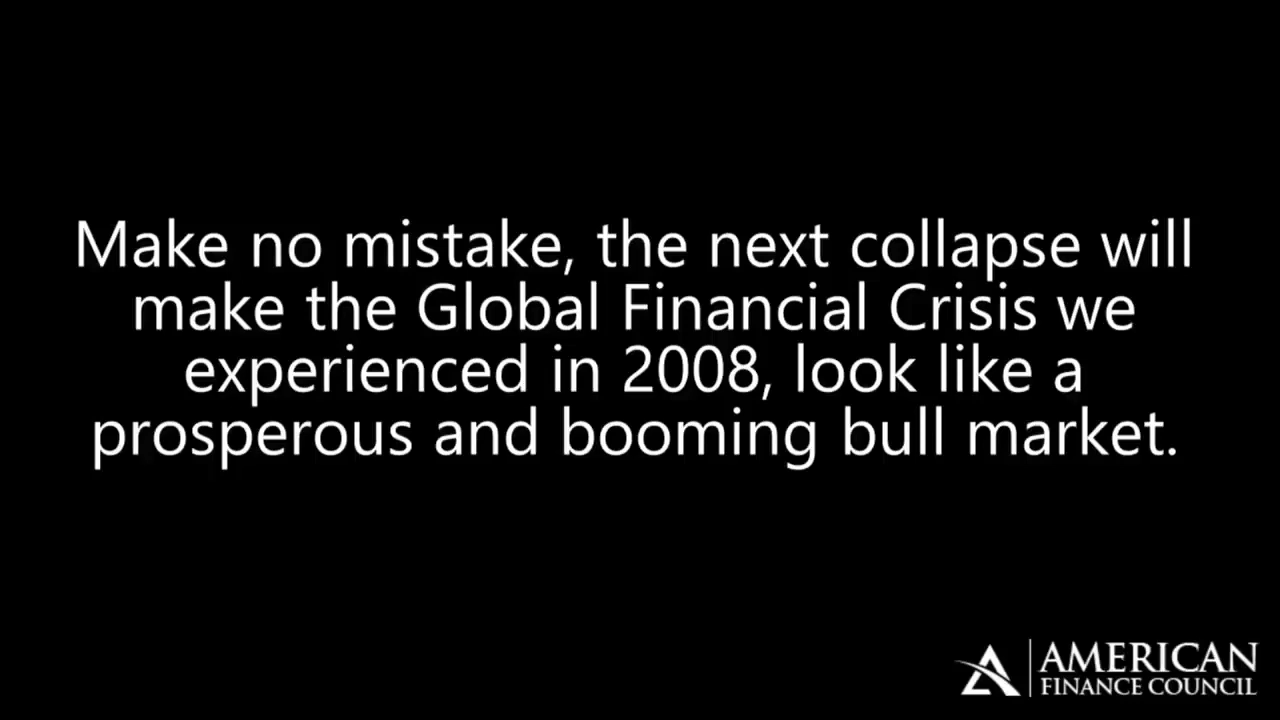 Make no mistake, the next collapse will
make the Global Financial Crisis we
experienced in 2008, look like a
prosperous and booming bull market.
AMERICAN
FINANCE COUNCIL